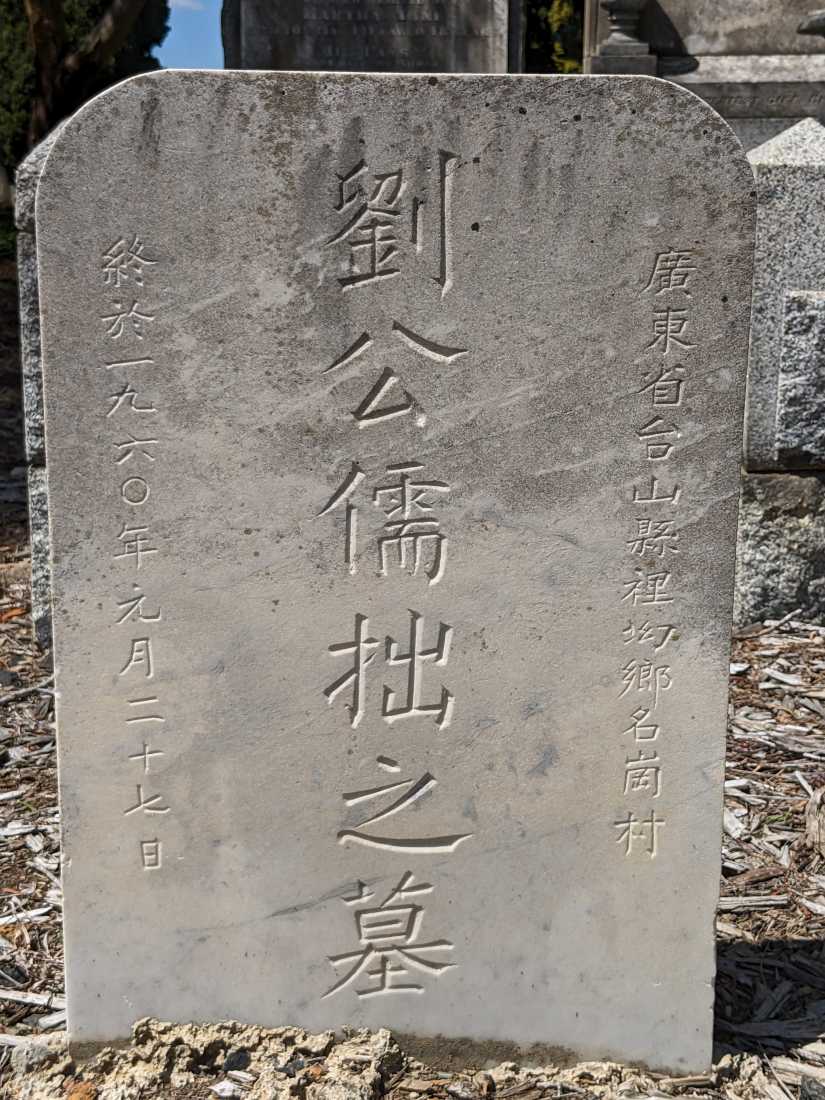 廣東省台山縣裡坳鄉名崗村
劉公儒拙之墓
終於一九六〇年元月二十七日